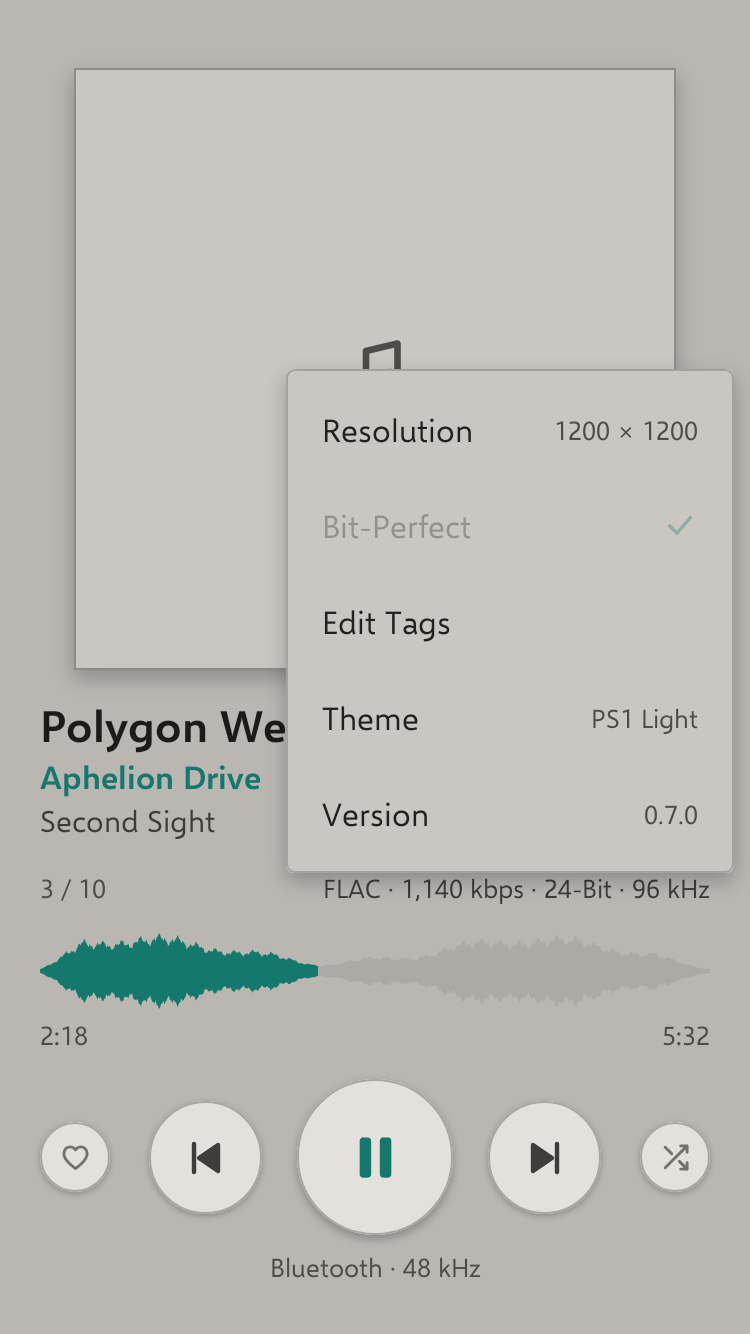 Resolution 1200 × 1200
Bit-Perfect
Edit Tags
Theme PS1 Light
Version 0.7.0
Polygon
Aphelion Drive
Second Sight
3 / 10 FLAC · 1,140 kbps · 24-Bit · 96 kHz
2:18 5:32
Bluetooth · 48 kHz